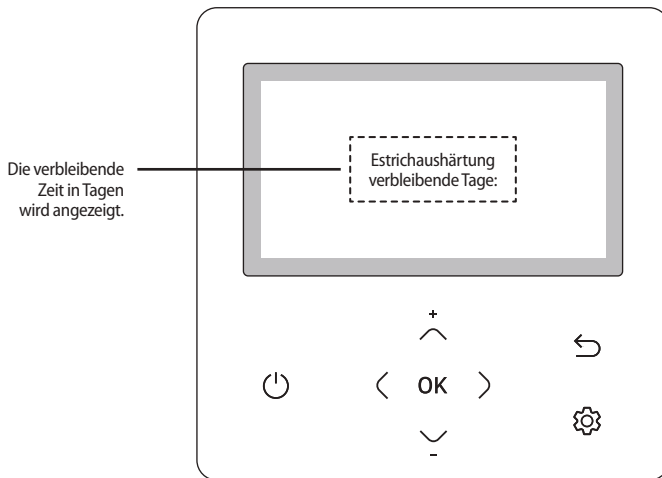 Die verbleibende
Zeit in Tagen
wird angezeigt.
Estrichaushärtung
verbleibende Tage:
+
OK
-